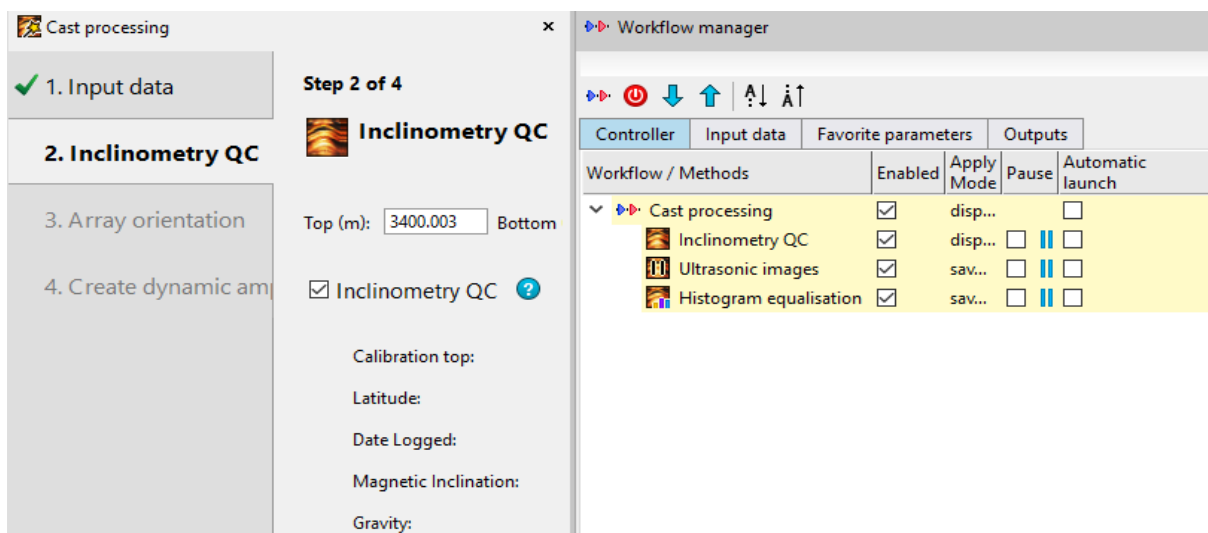 Cast processing
1. Input data
2. Inclinometry QC
3. Array orientation
4. Create dynamic am
Step 2 of 4
Inclinometry QC
Top (m): 3400.003 Bottom
Inclinometry QC
Calibration top:
Latitude:
Date Logged:
Magnetic Inclination:
Gravity:
Workflow manager
Controller Input data Favorite parameters Outputs
Workflow / Methods Enabled Apply Mode Pause Automatic launch
Cast processing disp...
Inclinometry QC disp...
Ultrasonic images sav...
Histogram equalisation sav...